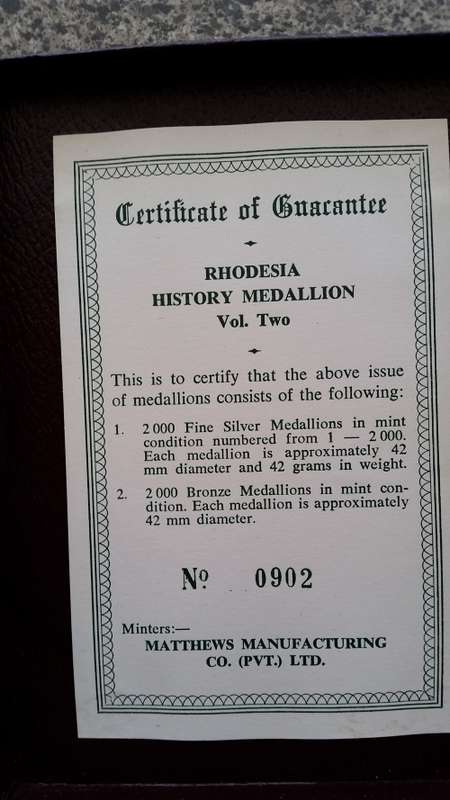 Certificate of Guarantee
RHODESIA
HISTORY MEDALLION
Vol. Two
This is to certify that the above issue
of medallions consists of the following:
1. 2 000 Fine Silver Medallions in mint
condition numbered from 1 — 2 000.
Each medallion is approximately 42
mm diameter and 42 grams in weight.
2. 2 000 Bronze Medallions in mint con-
dition. Each medallion is approximately
42 mm diameter.
No. 0902
Minters:—
MATTHEWS MANUFACTURING
CO. (PVT.) LTD.